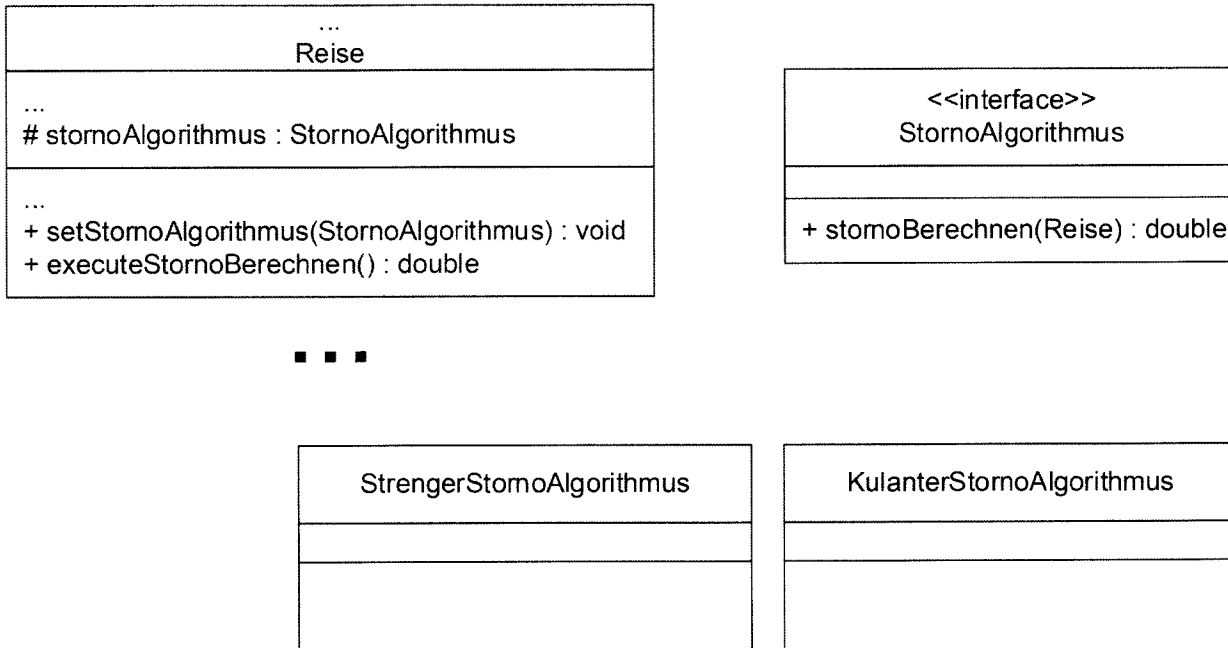 ...
Reise
...
# stornoAlgorithmus : StornoAlgorithmus
...
+ setStornoAlgorithmus(StornoAlgorithmus) : void
+ executeStornoBerechnen() : double
<<interface>>
StornoAlgorithmus
+ stornoBerechnen(Reise) : double
...
StrengerStornoAlgorithmus
KulanterStornoAlgorithmus